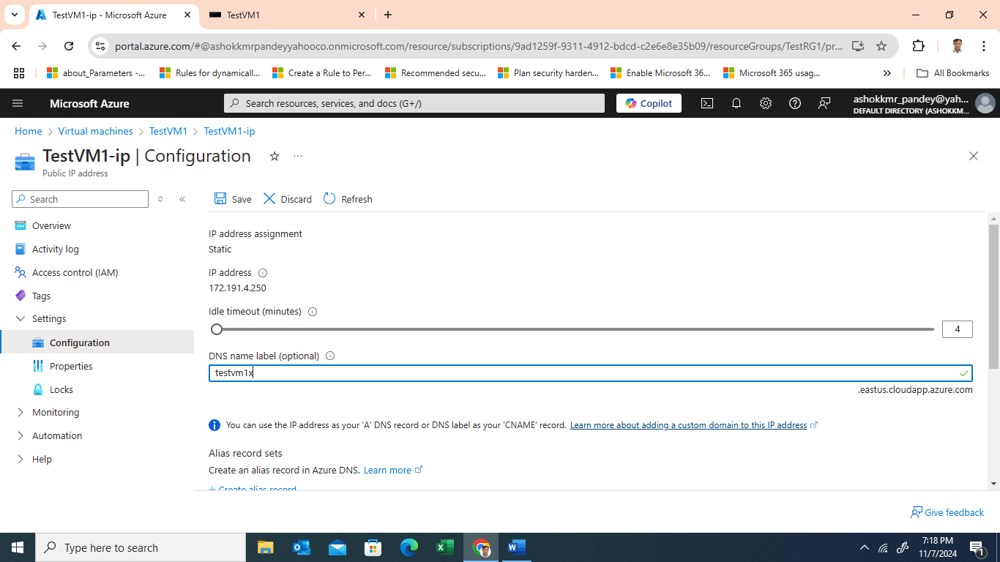 TestVM1-ip - Microsoft Azure
TestVM1
portal.azure.com/#@ashokkmrpandeyyahooco.onmicrosoft.com/resource/subscriptions/9ad1259f-9311-4912-bdcd-c2e6e8e35b09/resourceGroups/TestRG1/pr...
about_Parameters -...
Rules for dynamicall...
Create a Rule to Per...
Recommended secu...
Plan security harden...
Enable Microsoft 36...
Microsoft 365 usag...
All Bookmarks
Microsoft Azure
Search resources, services, and docs (G+/)
Copilot
ashokkmr_pandey@yah...
DEFAULT DIRECTORY (ASHOKKM...
Home > Virtual machines > TestVM1 > TestVM1-ip
TestVM1-ip | Configuration
Public IP address
Search
Save
Discard
Refresh
Overview
Activity log
Access control (IAM)
Tags
Settings
Configuration
Properties
Locks
Monitoring
Automation
Help
IP address assignment
Static
IP address
172.191.4.250
Idle timeout (minutes)
4
DNS name label (optional)
testvm1x
.eastus.cloudapp.azure.com
You can use the IP address as your 'A' DNS record or DNS label as your 'CNAME' record. Learn more about adding a custom domain to this IP address
Alias record sets
Create an alias record in Azure DNS. Learn more
+ Create alias record
Give feedback
Type here to search
7:18 PM
11/7/2024
1